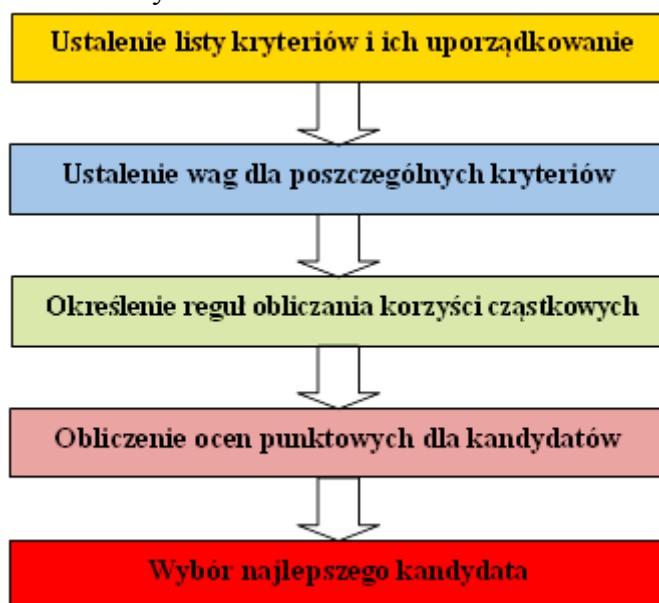 Ustalenie listy kryteriów i ich uporządkowanie
Ustalenie wag dla poszczególnych kryteriów
Określenie reguł obliczania korzyści cząstkowych
Obliczenie ocen punktowych dla kandydatów
Wybór najlepszego kandydata